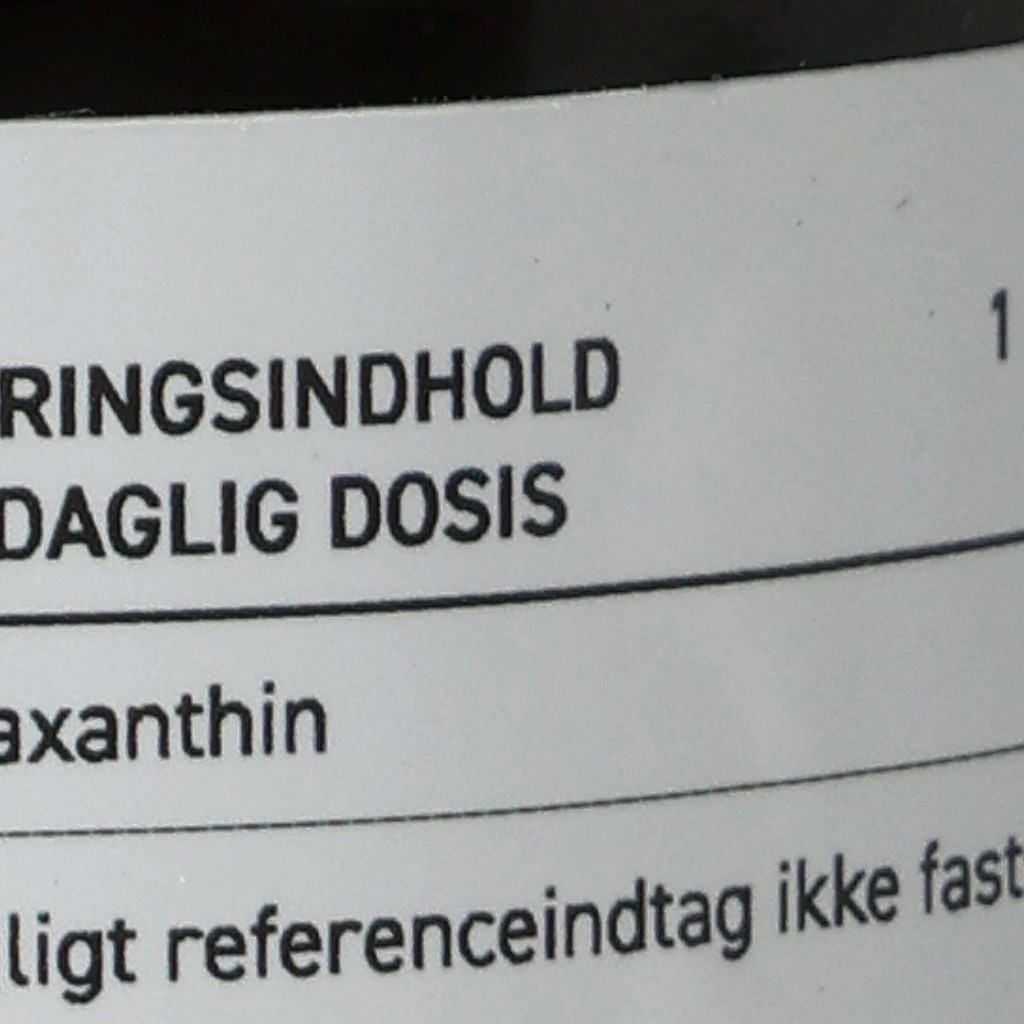 RINGSINDHOLD 1
DAGLIG DOSIS
axanthin
ligt referenceindtag ikke fast